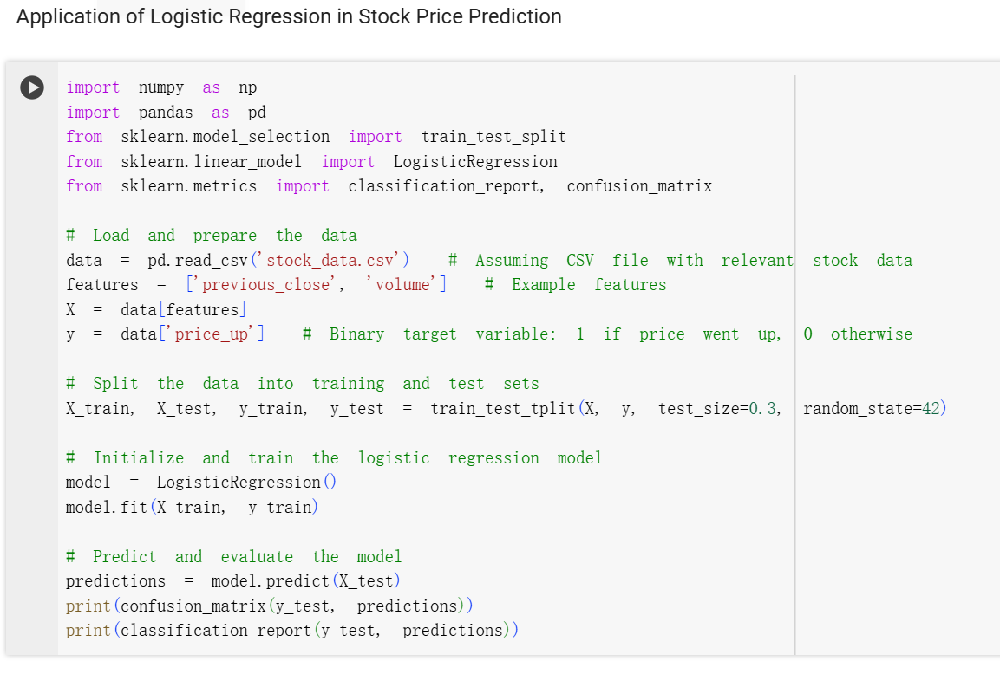 Application of Logistic Regression in Stock Price Prediction
import numpy as np
import pandas as pd
from sklearn.model_selection import train_test_split
from sklearn.linear_model import LogisticRegression
from sklearn.metrics import classification_report, confusion_matrix
# Load and prepare the data
data = pd.read_csv('stock_data.csv') # Assuming CSV file with relevant stock data
features = ['previous_close', 'volume'] # Example features
X = data[features]
y = data['price_up'] # Binary target variable: 1 if price went up, 0 otherwise
# Split the data into training and test sets
X_train, X_test, y_train, y_test = train_test_tplit(X, y, test_size=0.3, random_state=42)
# Initialize and train the logistic regression model
model = LogisticRegression()
model.fit(X_train, y_train)
# Predict and evaluate the model
predictions = model.predict(X_test)
print(confusion_matrix(y_test, predictions))
print(classification_report(y_test, predictions))